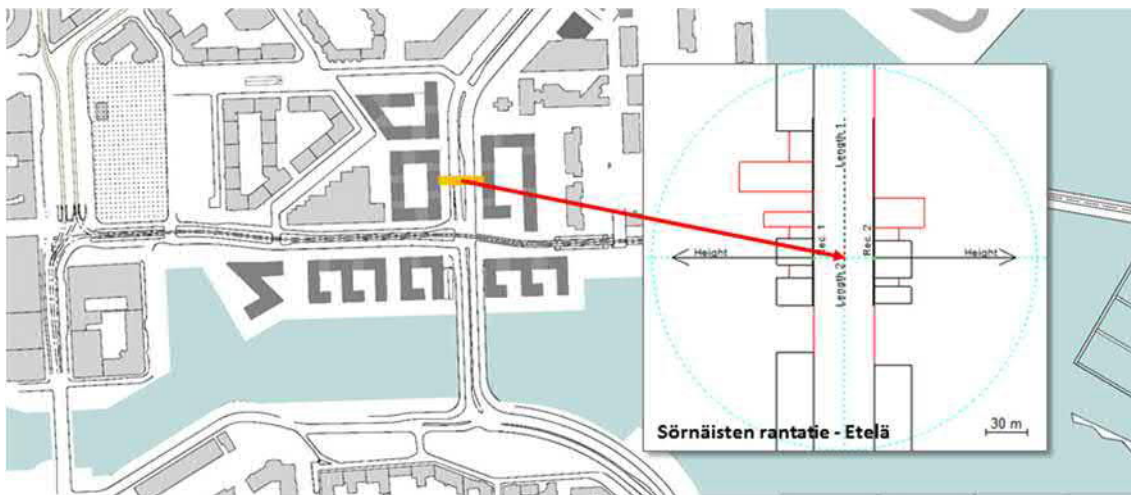 Length 1
Rec. 1
Rec. 2
Height
Height
Length 2
Sörnäisten rantatie - Etelä
30 m